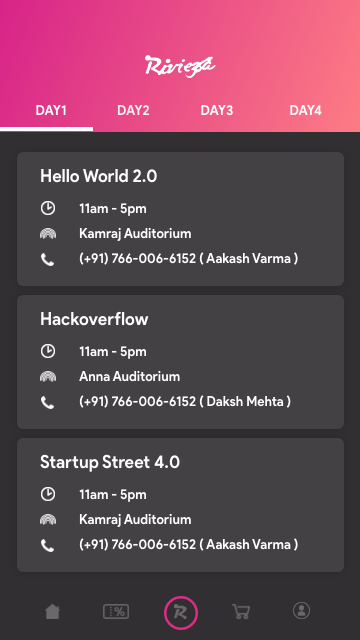 Riviera
DAY1 DAY2 DAY3 DAY4
Hello World 2.0
11am - 5pm
Kamraj Auditorium
(+91) 766-006-6152 ( Aakash Varma )
Hackoverflow
11am - 5pm
Anna Auditorium
(+91) 766-006-6152 ( Daksh Mehta )
Startup Street 4.0
11am - 5pm
Kamraj Auditorium
(+91) 766-006-6152 ( Aakash Varma )
%
R